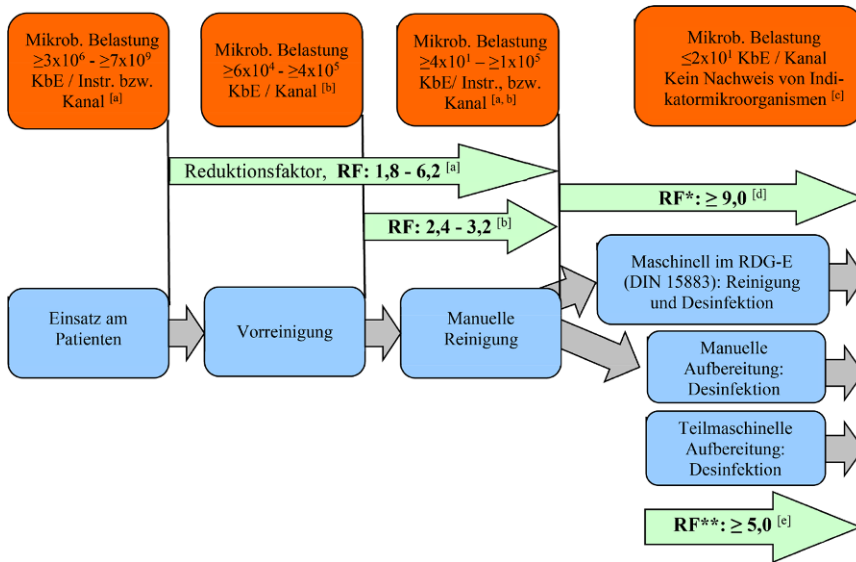 Mikrob. Belastung
≥3x10⁶ - ≥7x10⁹
KbE / Instr. bzw.
Kanal [a]
Mikrob. Belastung
≥6x10⁴ - ≥4x10⁵
KbE / Kanal [b]
Mikrob. Belastung
≥4x10¹ – ≥1x10⁵
KbE/ Instr., bzw.
Kanal [a, b]
Mikrob. Belastung
≤2x10¹ KbE / Kanal
Kein Nachweis von Indi-
katormikroorganismen [c]
Reduktionsfaktor, RF: 1,8 - 6,2 [a]
RF*: ≥ 9,0 [d]
RF: 2,4 - 3,2 [b]
Maschinell im RDG-E
(DIN 15883): Reinigung
und Desinfektion
Einsatz am
Patienten
Vorreinigung
Manuelle
Reinigung
Manuelle
Aufbereitung:
Desinfektion
Teilmaschinelle
Aufbereitung:
Desinfektion
RF**: ≥ 5,0 [e]